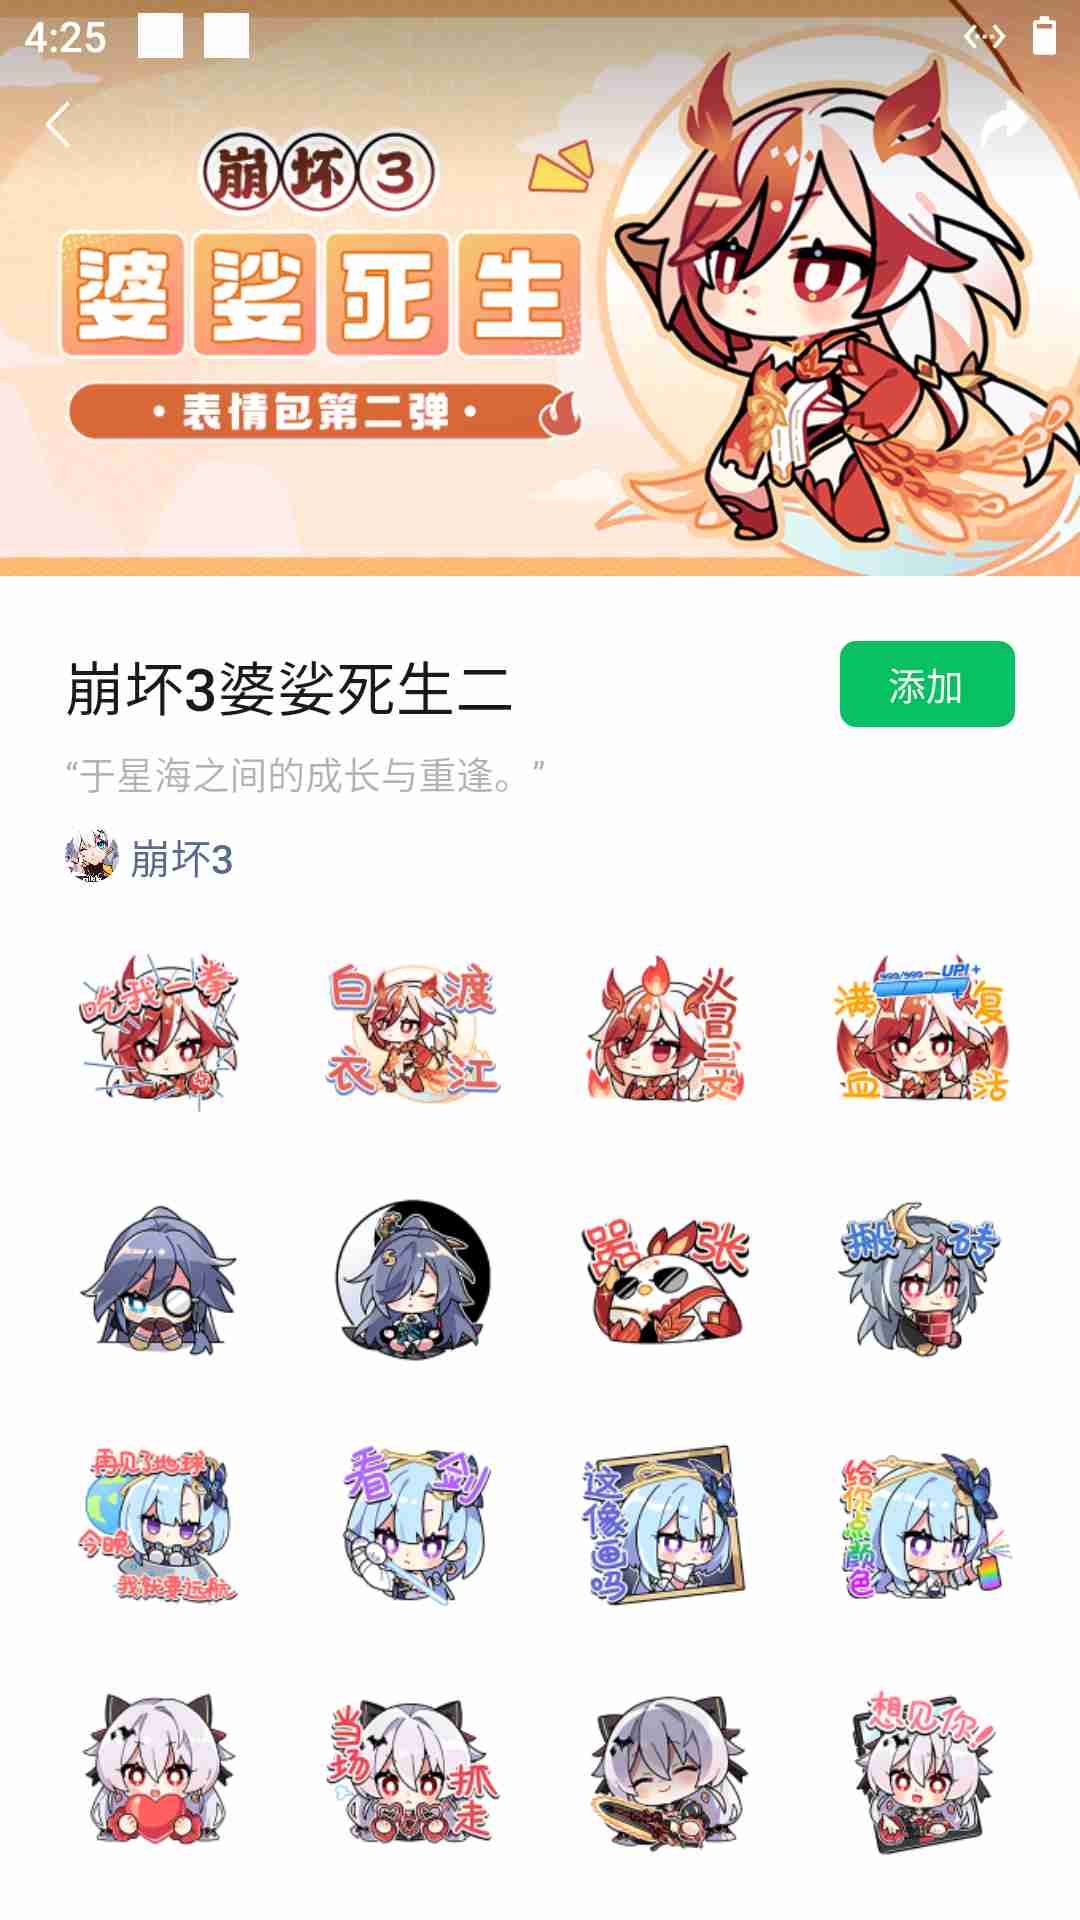 4:25
崩坏3
婆娑死生
·表情包第二弹·
崩坏3婆娑死生二
添加
“于星海之间的成长与重逢。”
崩坏3
吃我一拳
白衣渡江
火冒三丈
999/999 UP!+
满血复活
嚣张
搬砖
再见了地球
今晚
我就要远航
看剑
这像画吗
给你点颜色
当场抓走
想见你!